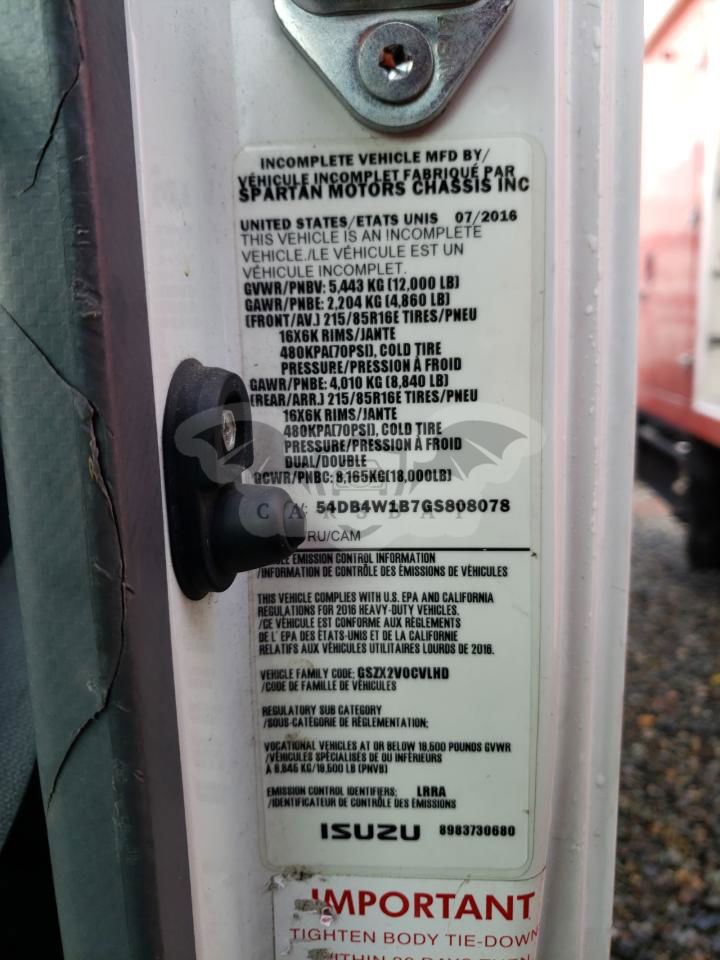 INCOMPLETE VEHICLE MFD BY/
VÉHICULE INCOMPLET FABRIQUÉ PAR
SPARTAN MOTORS CHASSIS INC
UNITED STATES/ETATS UNIS 07/2016
THIS VEHICLE IS AN INCOMPLETE
VEHICLE./LE VÉHICULE EST UN
VÉHICULE INCOMPLET.
GVWR/PNBV: 5,443 KG (12,000 LB)
GAWR/PNBE: 2,204 KG (4,860 LB)
(FRONT/AV.) 215/85R16E TIRES/PNEU
16X6K RIMS/JANTE
480KPA(70PSI), COLD TIRE
PRESSURE/PRESSION À FROID
GAWR/PNBE: 4,010 KG (8,840 LB)
(REAR/ARR.) 215/85R16E TIRES/PNEU
16X6K RIMS/JANTE
480KPA(70PSI), COLD TIRE
PRESSURE/PRESSION À FROID
DUAL/DOUBLE
GCWR/PNBC: 8,165KG(18,000LB)
54DB4W1B7GS808078
CARSBAT
RU/CAM
EMISSION CONTROL INFORMATION
/INFORMATION DE CONTRÔLE DES ÉMISSIONS DE VÉHICULES
THIS VEHICLE COMPLIES WITH U.S. EPA AND CALIFORNIA
REGULATIONS FOR 2016 HEAVY-DUTY VEHICLES.
/CE VÉHICULE EST CONFORME AUX RÈGLEMENTS
DE L' EPA DES ÉTATS-UNIS ET DE LA CALIFORNIE
RELATIFS AUX VÉHICULES UTILITAIRES LOURDS DE 2016.
VEHICLE FAMILY CODE: GSZX2VOCVLHD
/CODE DE FAMILLE DE VÉHICULES
REGULATORY SUB CATEGORY
/SOUS-CATÉGORIE DE RÈGLEMENTATION:
VOCATIONAL VEHICLES AT OR BELOW 19,500 POUNDS GVWR
/VÉHICULES SPÉCIALISÉS DE OU INFÉRIEURS
À 8,845 KG/19,500 LB (PNVB)
EMISSION CONTROL IDENTIFIERS: LRRA
/IDENTIFICATEUR DE CONTRÔLE DES ÉMISSIONS
ISUZU 8983730680
IMPORTANT
TIGHTEN BODY TIE-DOWN